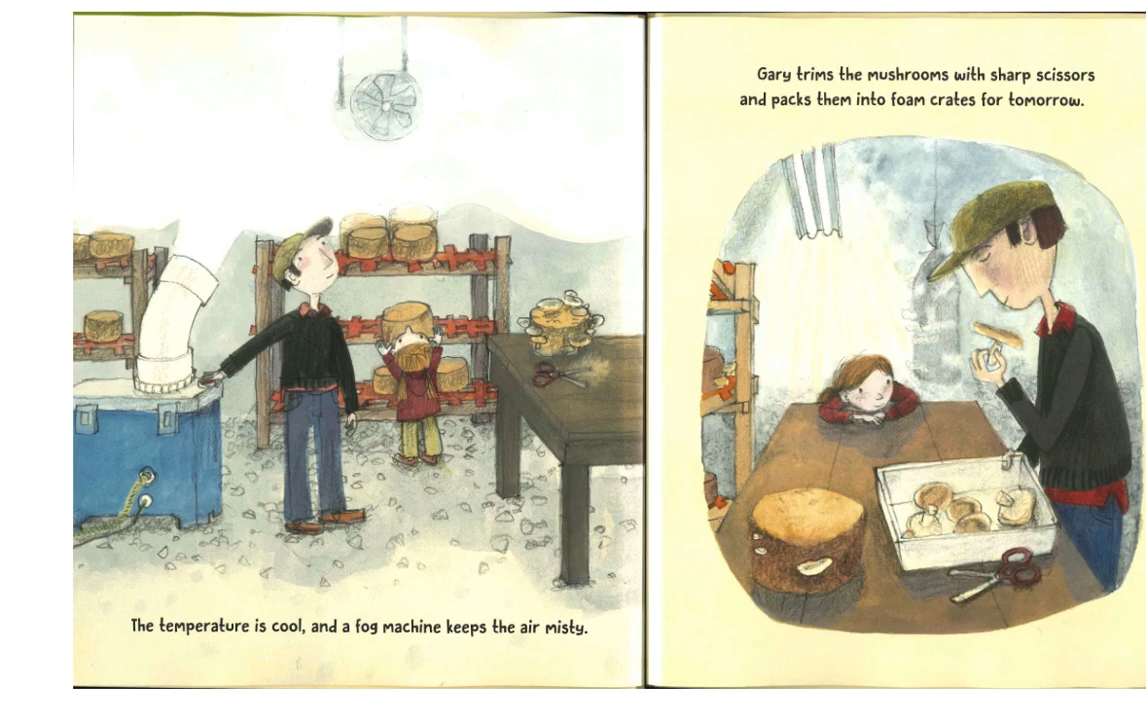 The temperature is cool, and a fog machine keeps the air misty.
Gary trims the mushrooms with sharp scissors
and packs them into foam crates for tomorrow.